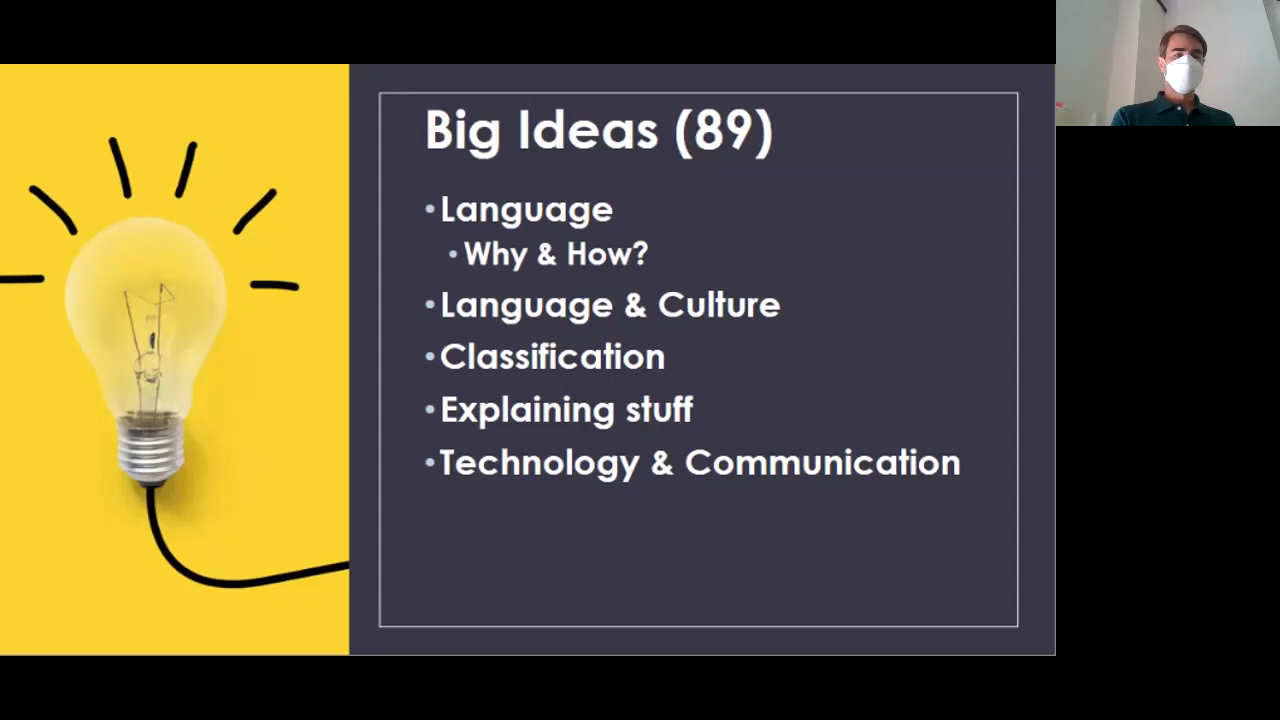 Big Ideas (89)
• Language
• Why & How?
• Language & Culture
• Classification
• Explaining stuff
• Technology & Communication